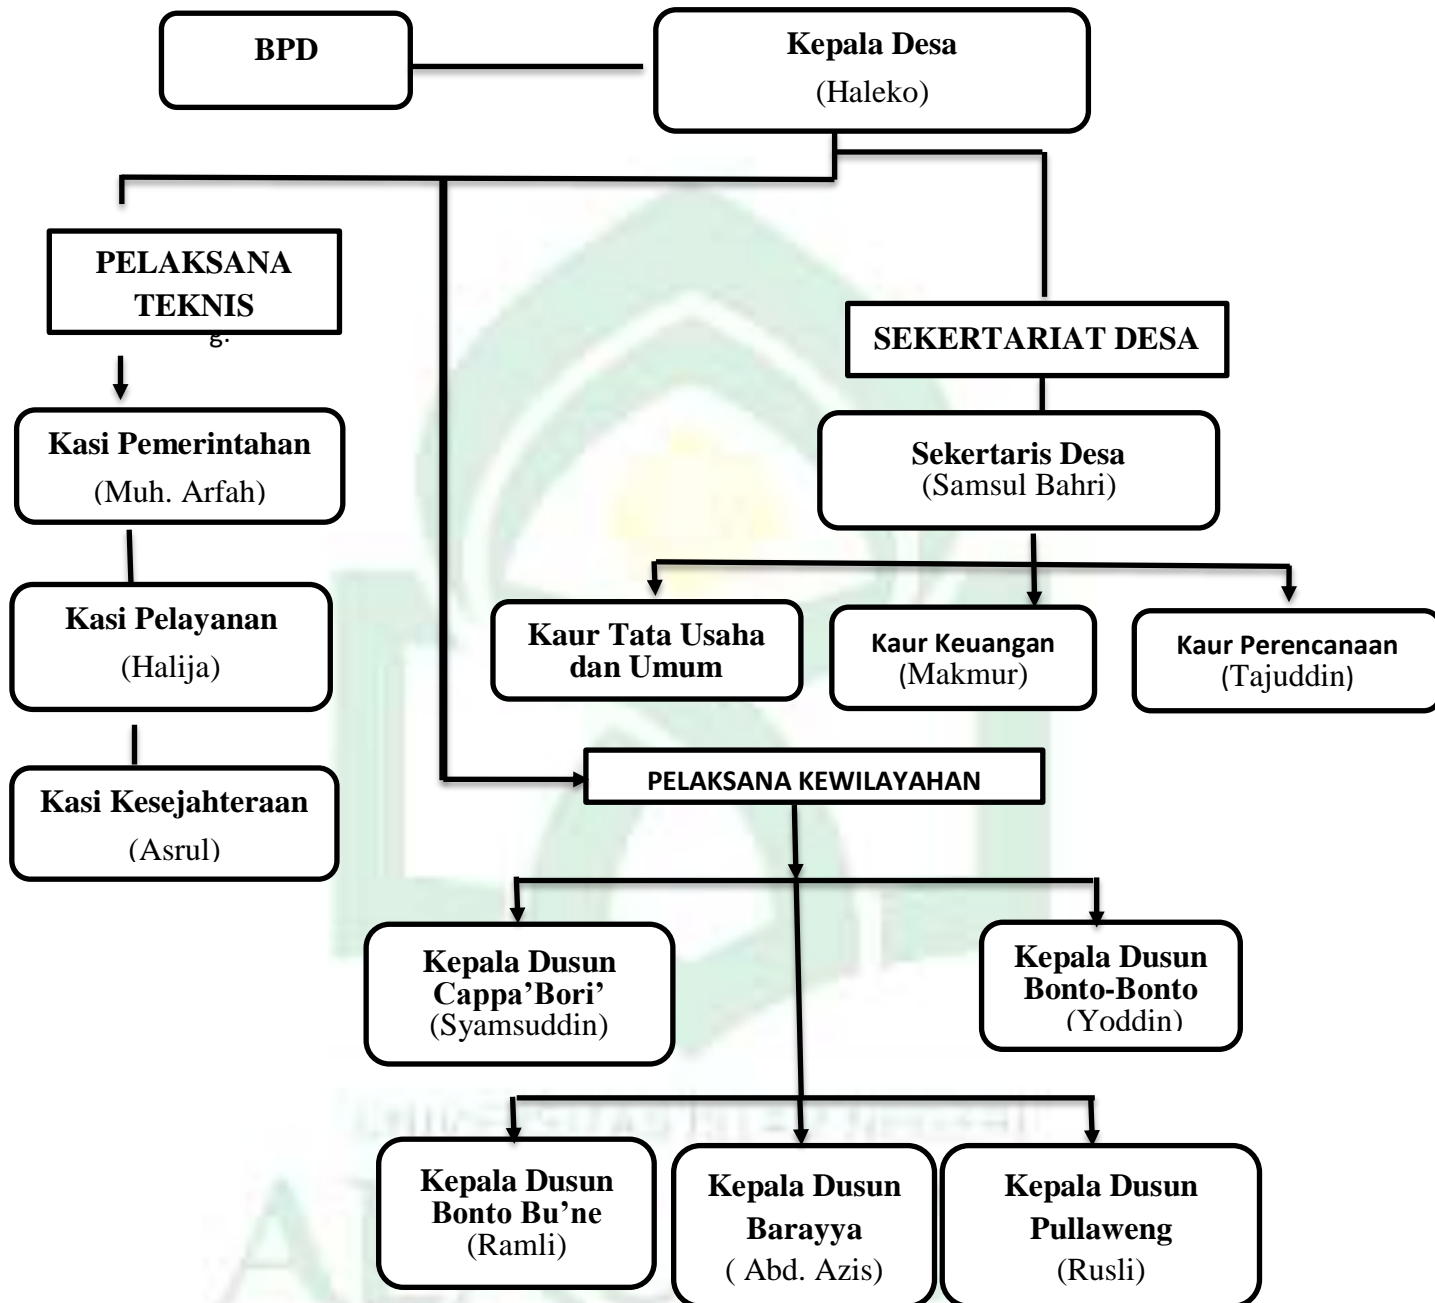 BPD
Kepala Desa
(Haleko)
PELAKSANA
TEKNIS
g.
SEKERTARIAT DESA
Kasi Pemerintahan
(Muh. Arfah)
Sekertaris Desa
(Samsul Bahri)
Kasi Pelayanan
(Halija)
Kaur Tata Usaha
dan Umum
Kaur Keuangan
(Makmur)
Kaur Perencanaan
(Tajuddin)
Kasi Kesejahteraan
(Asrul)
PELAKSANA KEWILAYAHAN
Kepala Dusun
Cappa’Bori’
(Syamsuddin)
Kepala Dusun
Bonto-Bonto
(Yoddin)
Kepala Dusun
Bonto Bu’ne
(Ramli)
Kepala Dusun
Barayya
( Abd. Azis)
Kepala Dusun
Pullaweng
(Rusli)